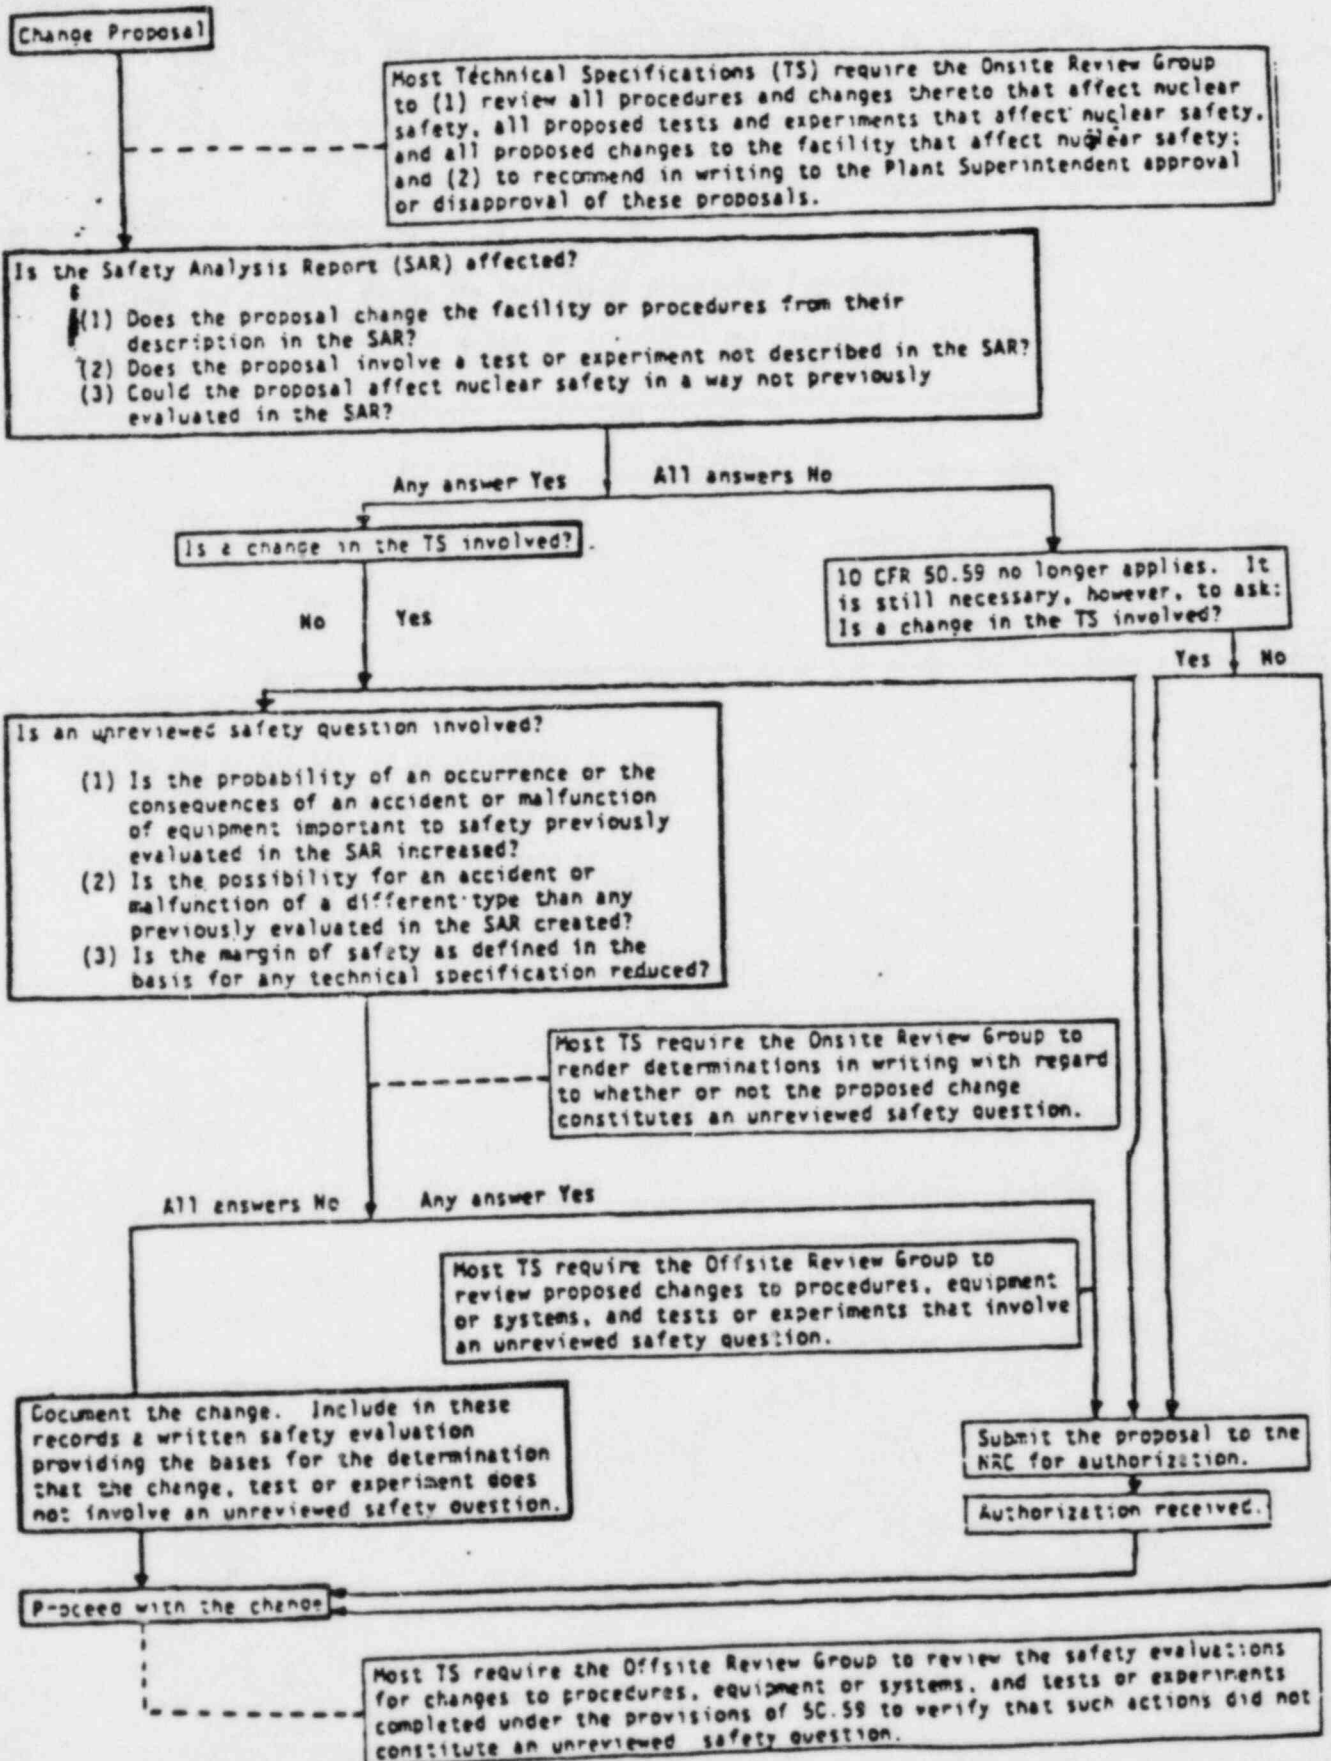 Change Proposal
Most Technical Specifications (TS) require the Onsite Review Group
to (1) review all procedures and changes thereto that affect nuclear
safety, all proposed tests and experiments that affect nuclear safety,
and all proposed changes to the facility that affect nuclear safety;
and (2) to recommend in writing to the Plant Superintendent approval
or disapproval of these proposals.
Is the Safety Analysis Report (SAR) affected?
(1) Does the proposal change the facility or procedures from their
description in the SAR?
(2) Does the proposal involve a test or experiment not described in the SAR?
(3) Could the proposal affect nuclear safety in a way not previously
evaluated in the SAR?
Any answer Yes
All answers No
Is a change in the TS involved?
10 CFR 50.59 no longer applies. It
is still necessary, however, to ask:
Is a change in the TS involved?
No
Yes
Yes
No
Is an unreviewed safety question involved?
(1) Is the probability of an occurrence or the
consequences of an accident or malfunction
of equipment important to safety previously
evaluated in the SAR increased?
(2) Is the possibility for an accident or
malfunction of a different type than any
previously evaluated in the SAR created?
(3) Is the margin of safety as defined in the
basis for any technical specification reduced?
Most TS require the Onsite Review Group to
render determinations in writing with regard
to whether or not the proposed change
constitutes an unreviewed safety question.
All answers No
Any answer Yes
Most TS require the Offsite Review Group to
review proposed changes to procedures, equipment
or systems, and tests or experiments that involve
an unreviewed safety question.
Document the change. Include in these
records a written safety evaluation
providing the bases for the determination
that the change, test or experiment does
not involve an unreviewed safety question.
Submit the proposal to the
NRC for authorization.
Authorization received.
Proceed with the change
Most TS require the Offsite Review Group to review the safety evaluations
for changes to procedures, equipment or systems, and tests or experiments
completed under the provisions of 50.59 to verify that such actions did not
constitute an unreviewed safety question.